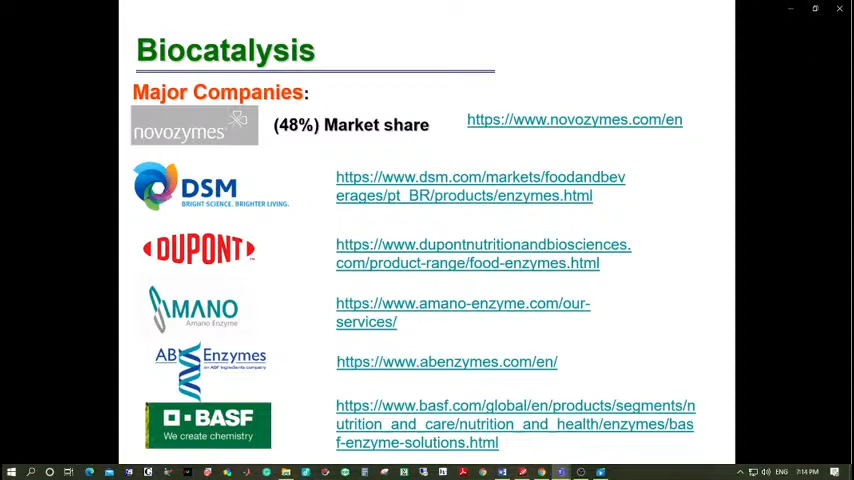 Biocatalysis
Major Companies:
novozymes
(48%) Market share
https://www.novozymes.com/en
DSM
BRIGHT SCIENCE. BRIGHTER LIVING.
https://www.dsm.com/markets/foodandbev
erages/pt_BR/products/enzymes.html
DUPONT
https://www.dupontnutritionandbiosciences.
com/product-range/food-enzymes.html
AMANO
Amano Enzyme
https://www.amano-enzyme.com/our-
services/
AB Enzymes
an ABF Ingredients company
https://www.abenzymes.com/en/
BASF
We create chemistry
https://www.basf.com/global/en/products/segments/n
utrition_and_care/nutrition_and_health/enzymes/bas
f-enzyme-solutions.html
ENG
7:14 PM